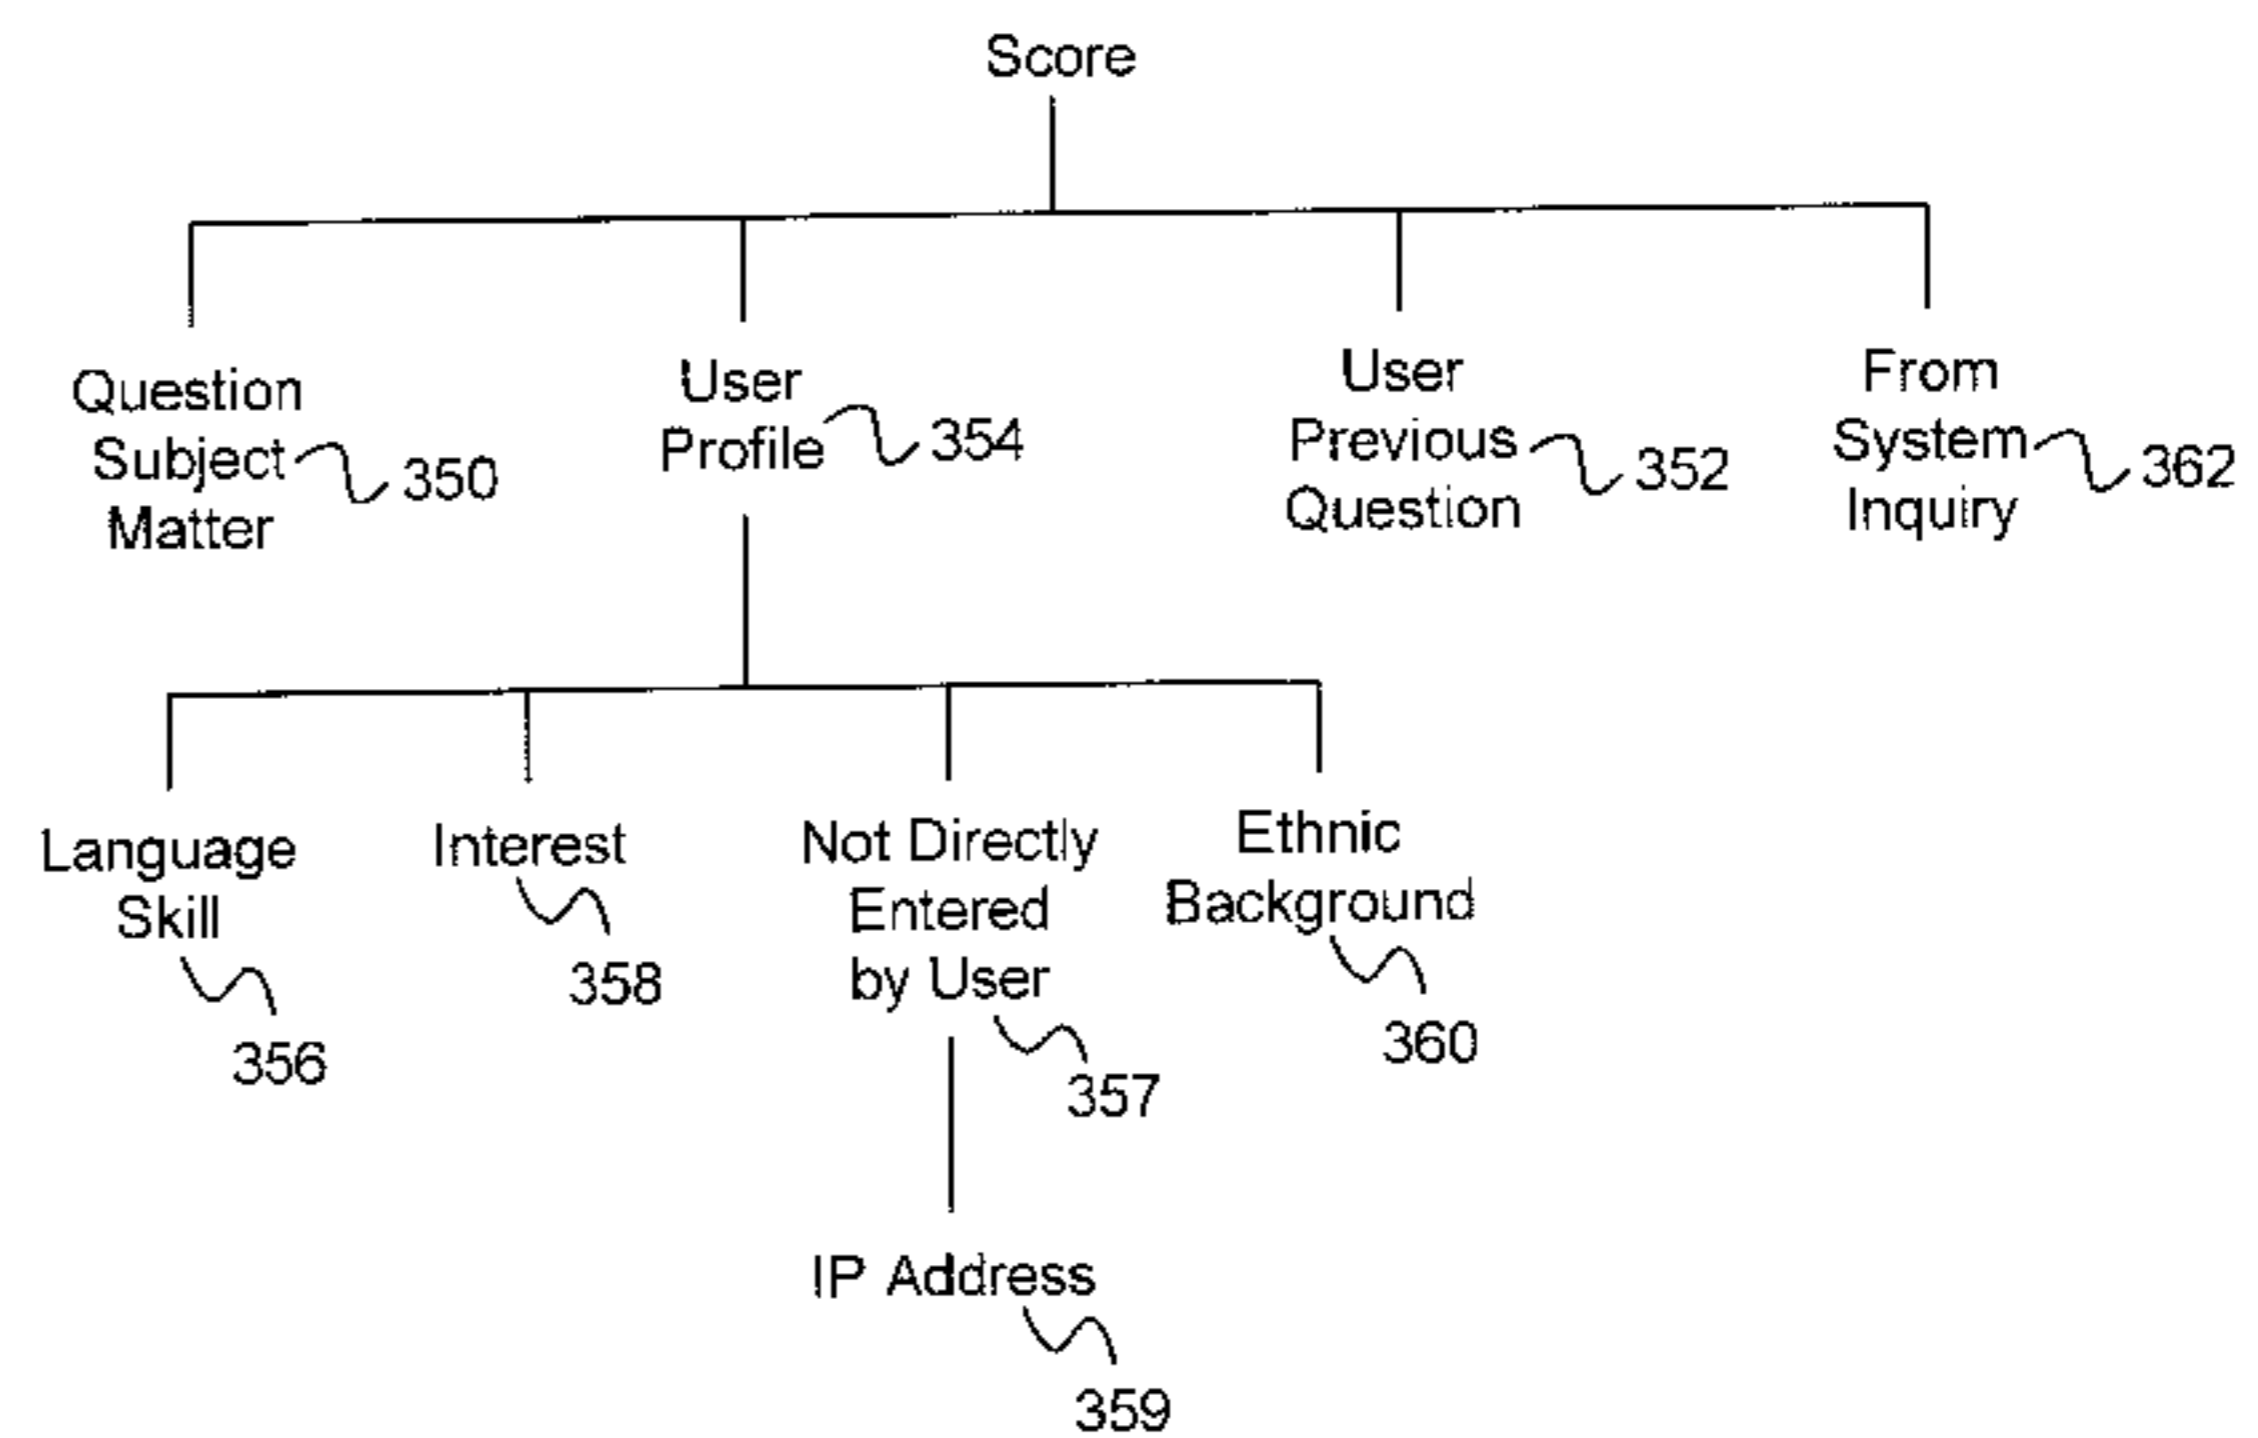 Score
Question
Subject
Matter
350
User
Profile
354
User
Previous
Question
352
From
System
Inquiry
362
Language
Skill
356
Interest
358
Not Directly
Entered
by User
357
Ethnic
Background
360
IP Address
359